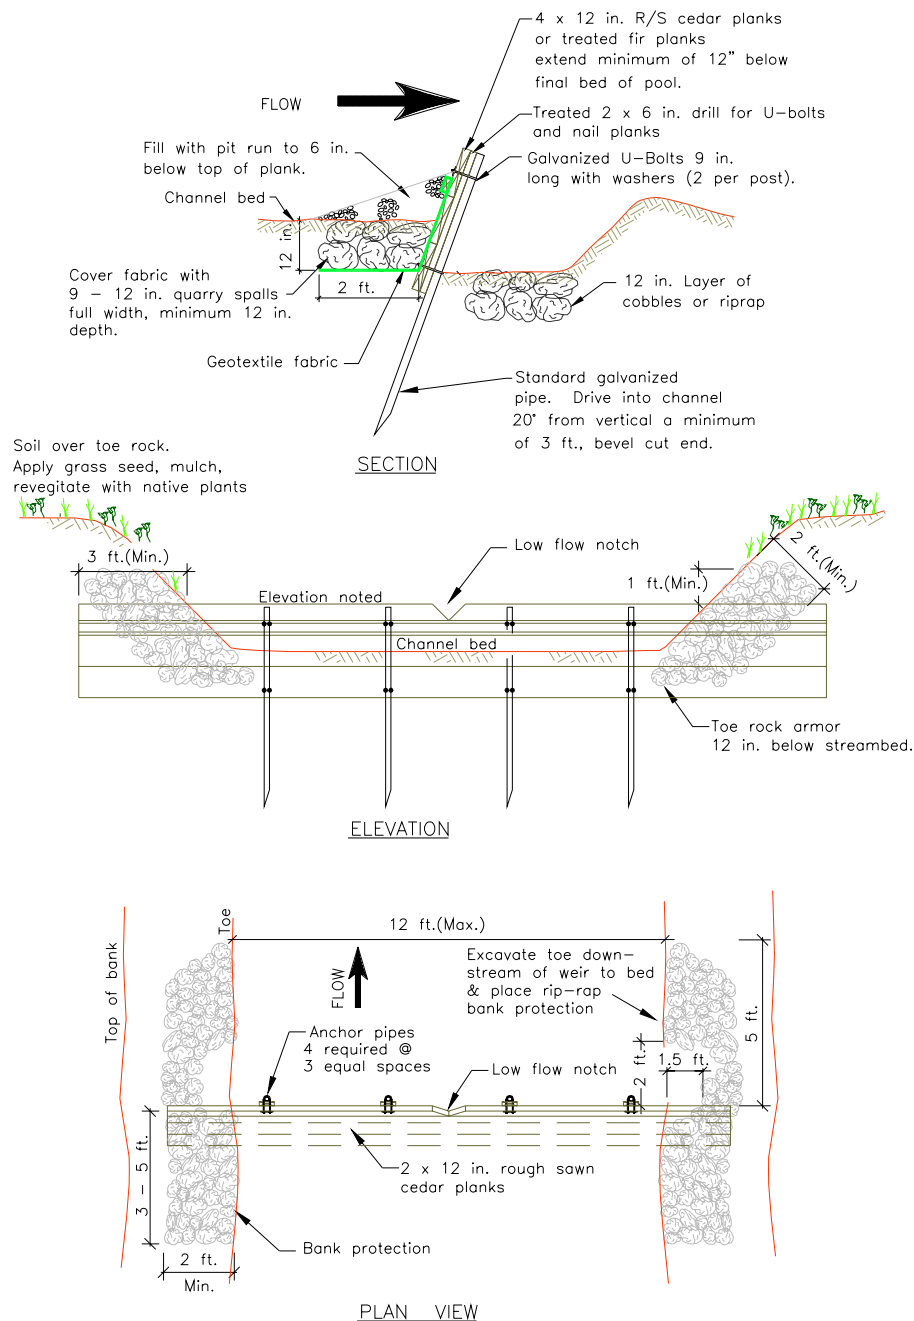 4 x 12 in. R/S cedar planks
or treated fir planks
extend minimum of 12” below
final bed of pool.
FLOW
Treated 2 x 6 in. drill for U-bolts
and nail planks
Fill with pit run to 6 in.
below top of plank.
Galvanized U-Bolts 9 in.
long with washers (2 per post).
Channel bed
12 in.
Cover fabric with
9 - 12 in. quarry spalls
full width, minimum 12 in.
depth.
2 ft.
12 in. Layer of
cobbles or riprap
Geotextile fabric
Standard galvanized
pipe. Drive into channel
20° from vertical a minimum
of 3 ft., bevel cut end.
SECTION
Soil over toe rock.
Apply grass seed, mulch,
revegitate with native plants
3 ft.(Min.)
Low flow notch
2 ft.(Min.)
1 ft.(Min.)
Elevation noted
Channel bed
Toe rock armor
12 in. below streambed.
ELEVATION
Top of bank
Toe
12 ft.(Max.)
FLOW
Excavate toe down-
stream of weir to bed
& place rip-rap
bank protection
5 ft.
Anchor pipes
4 required @
3 equal spaces
Low flow notch
2 ft.
1.5 ft.
3 - 5 ft.
2 x 12 in. rough sawn
cedar planks
Bank protection
2 ft.
Min.
PLAN VIEW